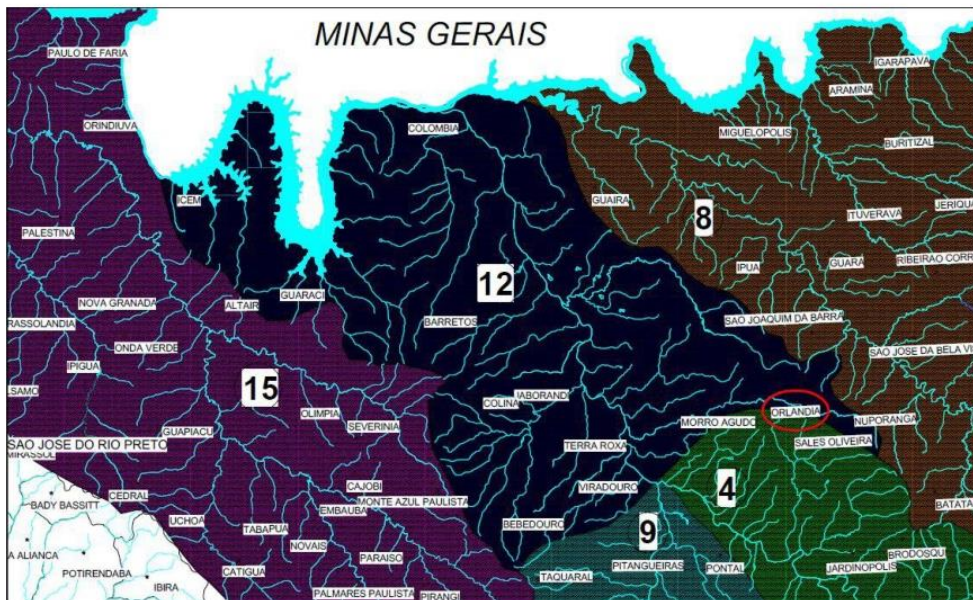 MINAS GERAIS
PAULO DE FARIA
IGARAPAVA
ARAMINA
ORINDIUVA
COLOMBIA
MIGUELOPOLIS
BURITIZAL
ICEM
GUAIRA
8
ITUVERAVA
JERIQUA
PALESTINA
IPUA
GUARA
RIBEIRAO CORR
12
GUARACI
NOVA GRANADA
ALTAIR
BARRETOS
SAO JOAQUIM DA BARRA
RASSOLANDIA
ONDA VERDE
SAO JOSE DA BELA VI
IPIGUA
15
LSAMO
COLINA
IABORANDI
OLIMPIA
MORRO AGUDO
ORLANDIA
NUPORANGA
SEVERINIA
GUAPIACU
SAO JOSE DO RIO PRETO
MIRASSOL
TERRA ROXA
SALES OLIVEIRA
CAJOBI
VIRADOURO
4
CEDRAL
MONTE AZUL PAULISTA
BADY BASSITT
EMBAUBA
BATATA
UCHOA
TABAPUA
BEBEDOURO
9
NOVAIS
A ALIANCA
PARAISO
BRODOSQU
PITANGUEIRAS
PONTAL
JARDINOPOLIS
POTIRENDABA
CATIGUA
TAQUARAL
IBIRA
PALMARES PAULISTA
PIRANGI